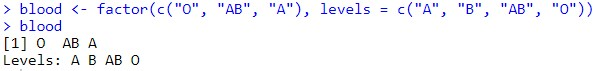 > blood <- factor(c("O", "AB", "A"), levels = c("A", "B", "AB", "O"))
> blood
[1] O  AB A
Levels: A B AB O